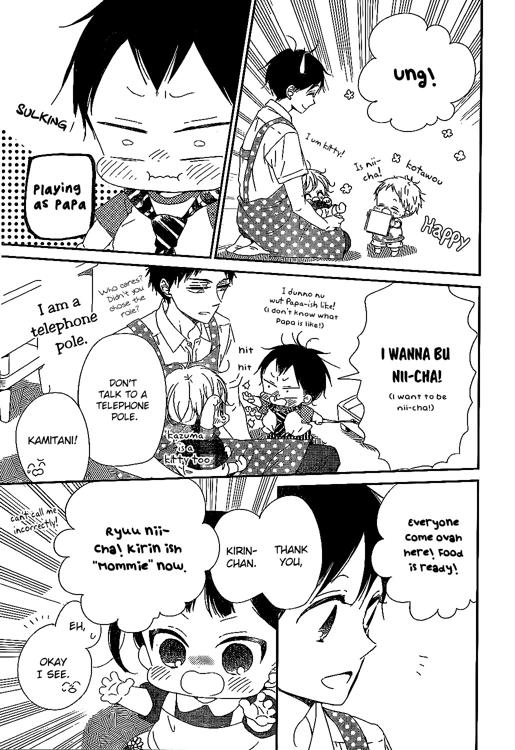 Ung!
I um kitty!
Is nii-
cha!
kotawou
Happy
SULKING
Playing
as Papa
I WANNA BU
NII-CHA!
(I want to be
nii-cha!)
I dunno nu
wut Papa-ish like!
(I don't know what
Papa is like!)
hit
hit
Who cares?
Didn't you
chose the
role?
I am a
telephone
pole.
DON'T
TALK TO A
TELEPHONE
POLE.
Kazuma
is a
kitty too
KAMITANI!
Everyone
come ovah
here! Food
is ready!
THANK
YOU,
KIRIN-
CHAN.
Ryuu nii-
cha! Kirin ish
"Mommie" now.
can't call me
incorrectly!
EH,
OKAY
I SEE.